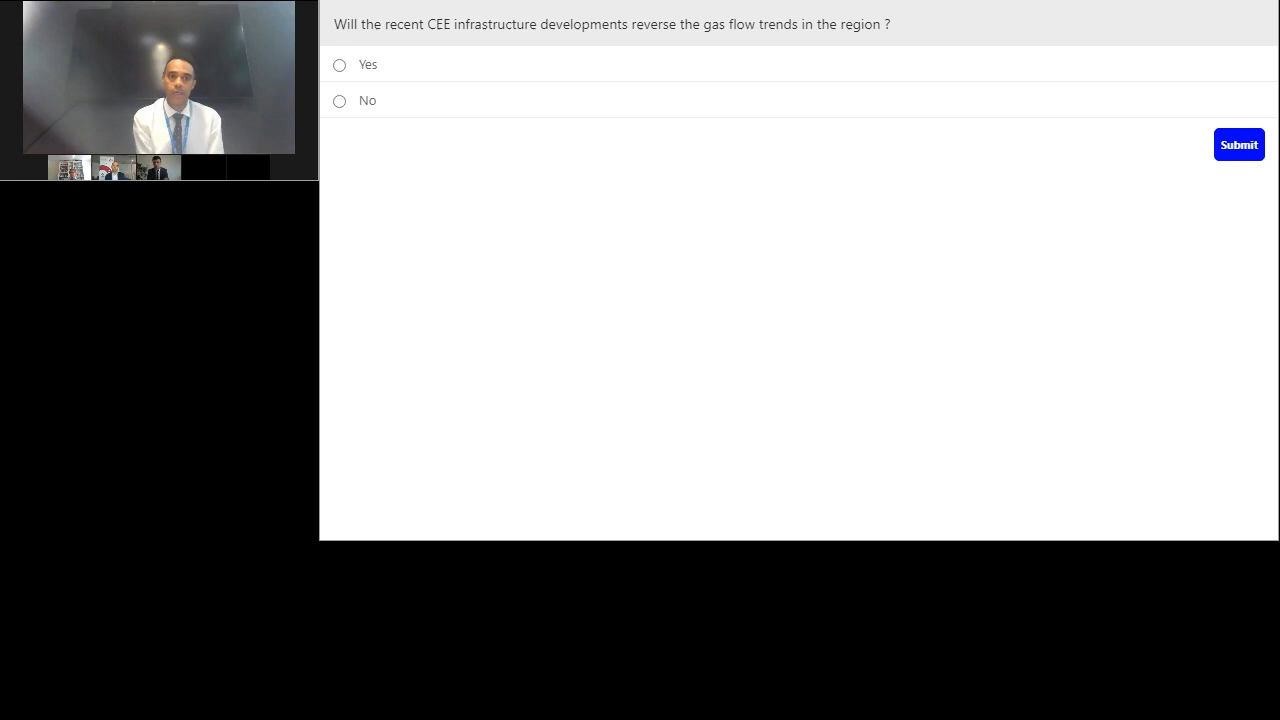 Will the recent CEE infrastructure developments reverse the gas flow trends in the region ?
Yes
No
Submit